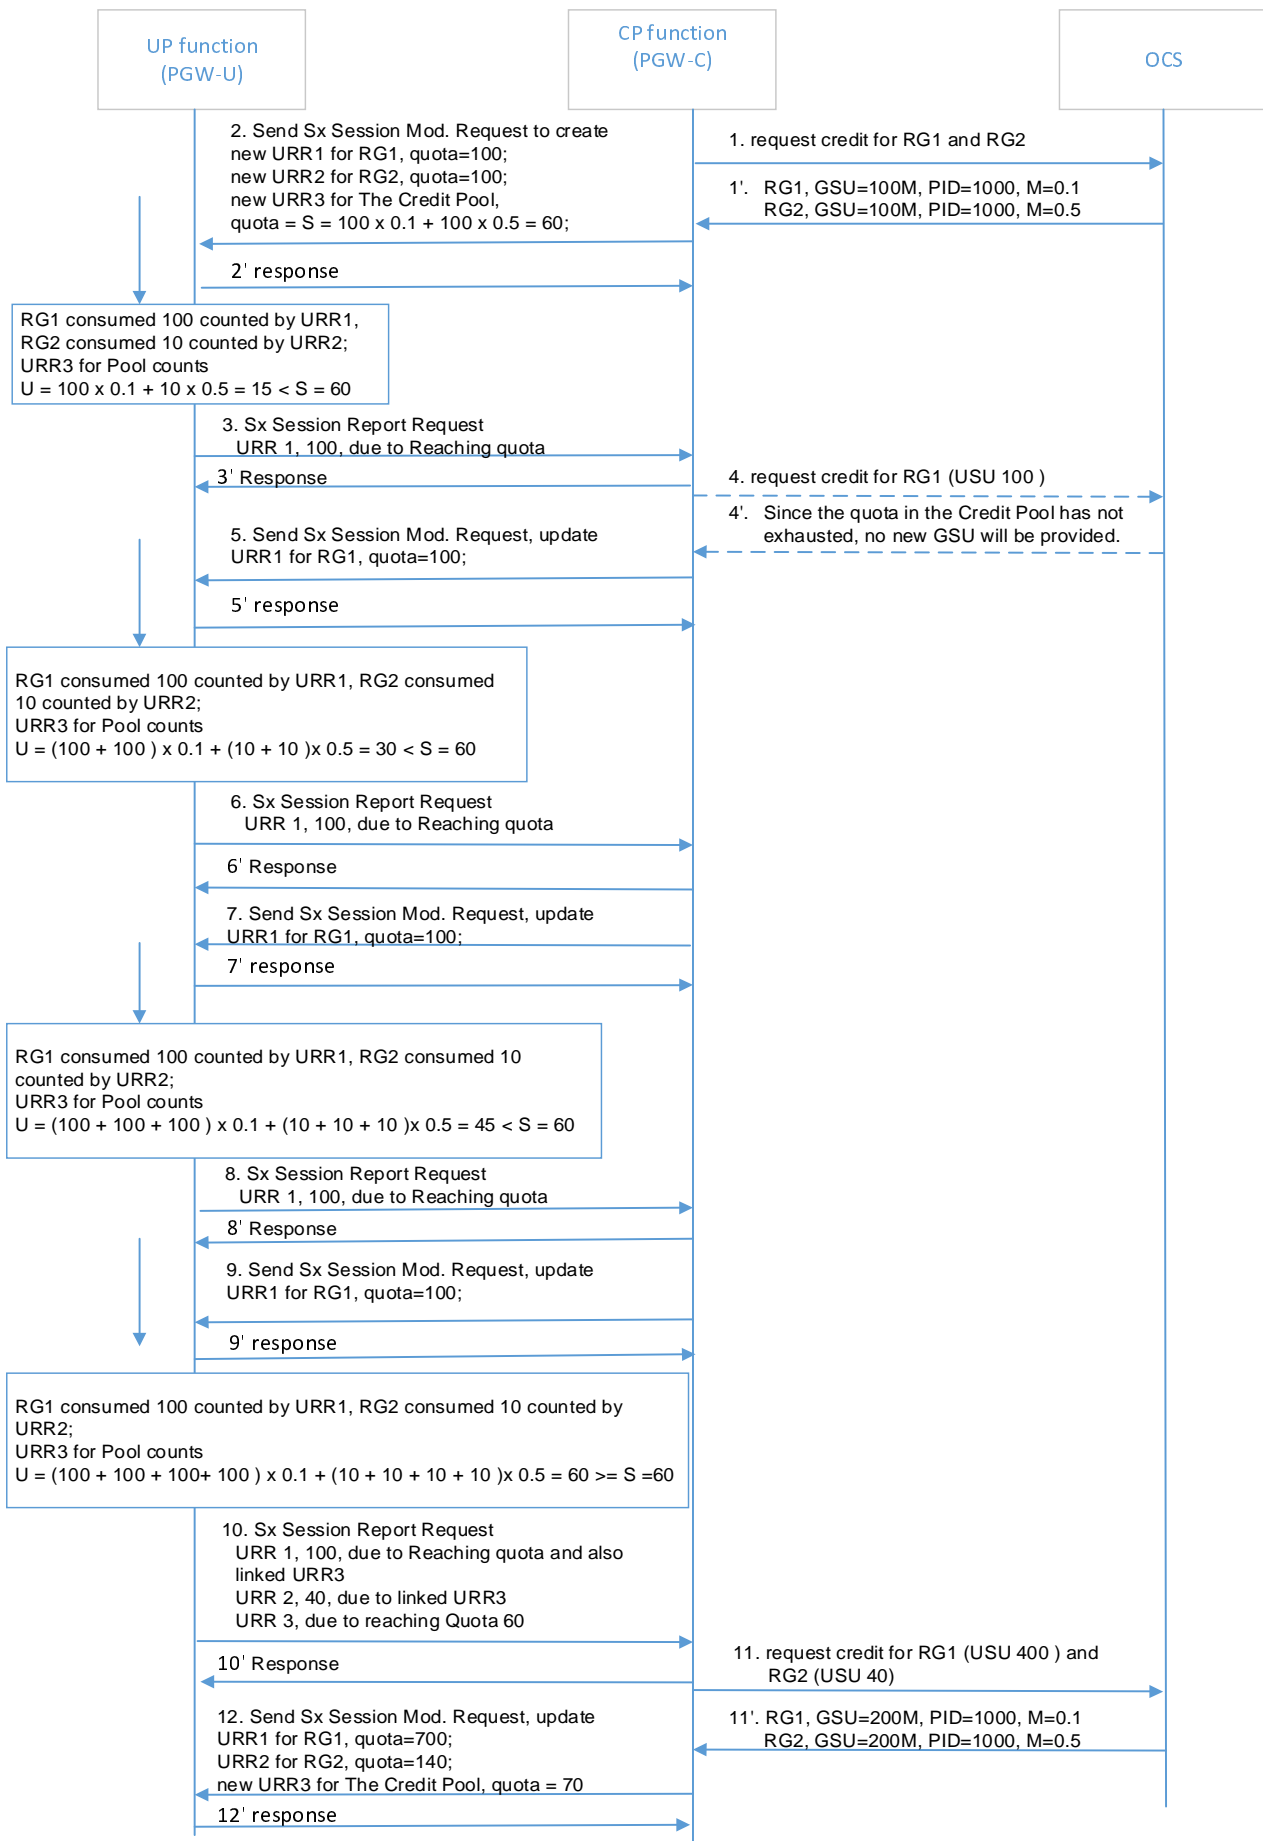 UP function
(PGW-U)
CP function
(PGW-C)
OCS
2. Send Sx Session Mod. Request to create
new URR1 for RG1, quota=100;
new URR2 for RG2, quota=100;
new URR3 for The Credit Pool,
quota = S = 100 x 0.1 + 100 x 0.5 = 60;
1. request credit for RG1 and RG2
1'. RG1, GSU=100M, PID=1000, M=0.1
RG2, GSU=100M, PID=1000, M=0.5
2' response
RG1 consumed 100 counted by URR1,
RG2 consumed 10 counted by URR2;
URR3 for Pool counts
U = 100 x 0.1 + 10 x 0.5 = 15 < S = 60
3. Sx Session Report Request
URR 1, 100, due to Reaching quota
3' Response
4. request credit for RG1 (USU 100 )
4'. Since the quota in the Credit Pool has not
exhausted, no new GSU will be provided.
5. Send Sx Session Mod. Request, update
URR1 for RG1, quota=100;
5' response
RG1 consumed 100 counted by URR1, RG2 consumed
10 counted by URR2;
URR3 for Pool counts
U = (100 + 100 ) x 0.1 + (10 + 10 )x 0.5 = 30 < S = 60
6. Sx Session Report Request
URR 1, 100, due to Reaching quota
6' Response
7. Send Sx Session Mod. Request, update
URR1 for RG1, quota=100;
7' response
RG1 consumed 100 counted by URR1, RG2 consumed 10
counted by URR2;
URR3 for Pool counts
U = (100 + 100 + 100 ) x 0.1 + (10 + 10 + 10 )x 0.5 = 45 < S = 60
8. Sx Session Report Request
URR 1, 100, due to Reaching quota
8' Response
9. Send Sx Session Mod. Request, update
URR1 for RG1, quota=100;
9' response
RG1 consumed 100 counted by URR1, RG2 consumed 10 counted by
URR2;
URR3 for Pool counts
U = (100 + 100 + 100+ 100 ) x 0.1 + (10 + 10 + 10 + 10 )x 0.5 = 60 >= S =60
10. Sx Session Report Request
URR 1, 100, due to Reaching quota and also
linked URR3
URR 2, 40, due to linked URR3
URR 3, due to reaching Quota 60
10' Response
11. request credit for RG1 (USU 400 ) and
RG2 (USU 40)
12. Send Sx Session Mod. Request, update
URR1 for RG1, quota=700;
URR2 for RG2, quota=140;
new URR3 for The Credit Pool, quota = 70
11'. RG1, GSU=200M, PID=1000, M=0.1
RG2, GSU=200M, PID=1000, M=0.5
12' response